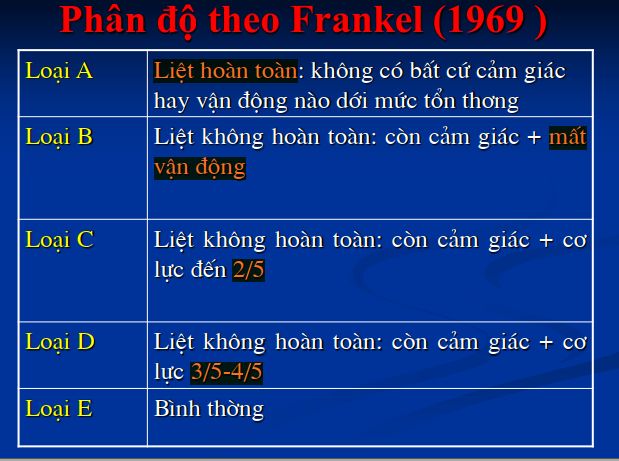 Phân độ theo Frankel (1969 )
Loại A
Liệt hoàn toàn: không có bất cứ cảm giác
hay vận động nào dới mức tổn thơng
Loại B
Liệt không hoàn toàn: còn cảm giác + mất
vận động
Loại C
Liệt không hoàn toàn: còn cảm giác + cơ
lực đến 2/5
Loại D
Liệt không hoàn toàn: còn cảm giác + cơ
lực 3/5-4/5
Loại E
Bình thờng